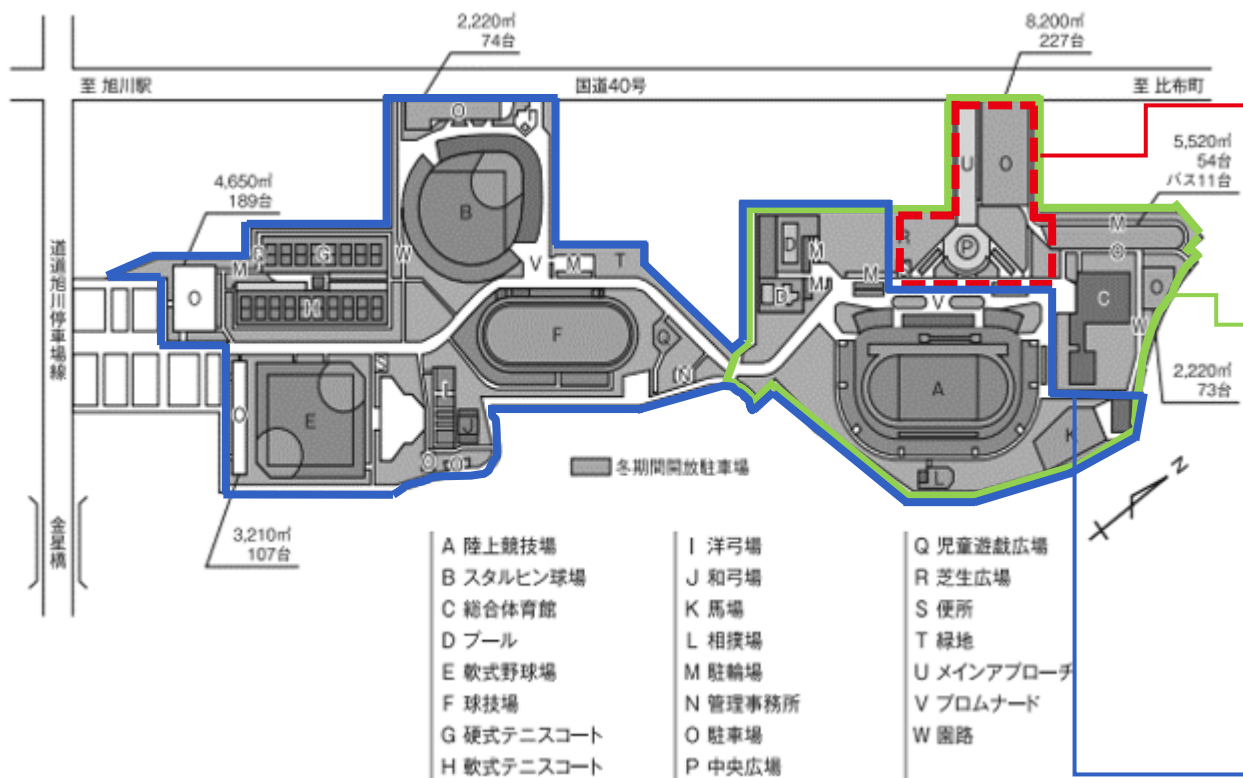 2,220㎡
74台
8,200㎡
227台
至 旭川駅
国道40号
至 比布町
5,520㎡
54台
バス11台
4,650㎡
189台
道道旭川停車場線
金星橋
2,220㎡
73台
3,210㎡
107台
冬期間開放駐車場
N
O
B
U
O
M
R
P
G
W
M
V
M
T
D
M
M
D
M
V
C
O
W
O
H
F
Q
N
S
A
E
I
J
O
O
O
K
L
A 陸上競技場
B スタルヒン球場
C 総合体育館
D プール
E 軟式野球場
F 球技場
G 硬式テニスコート
H 軟式テニスコート
I 洋弓場
J 和弓場
K 馬場
L 相撲場
M 駐輪場
N 管理事務所
O 駐車場
P 中央広場
Q 児童遊戯広場
R 芝生広場
S 便所
T 緑地
U メインアプローチ
V プロムナード
W 園路